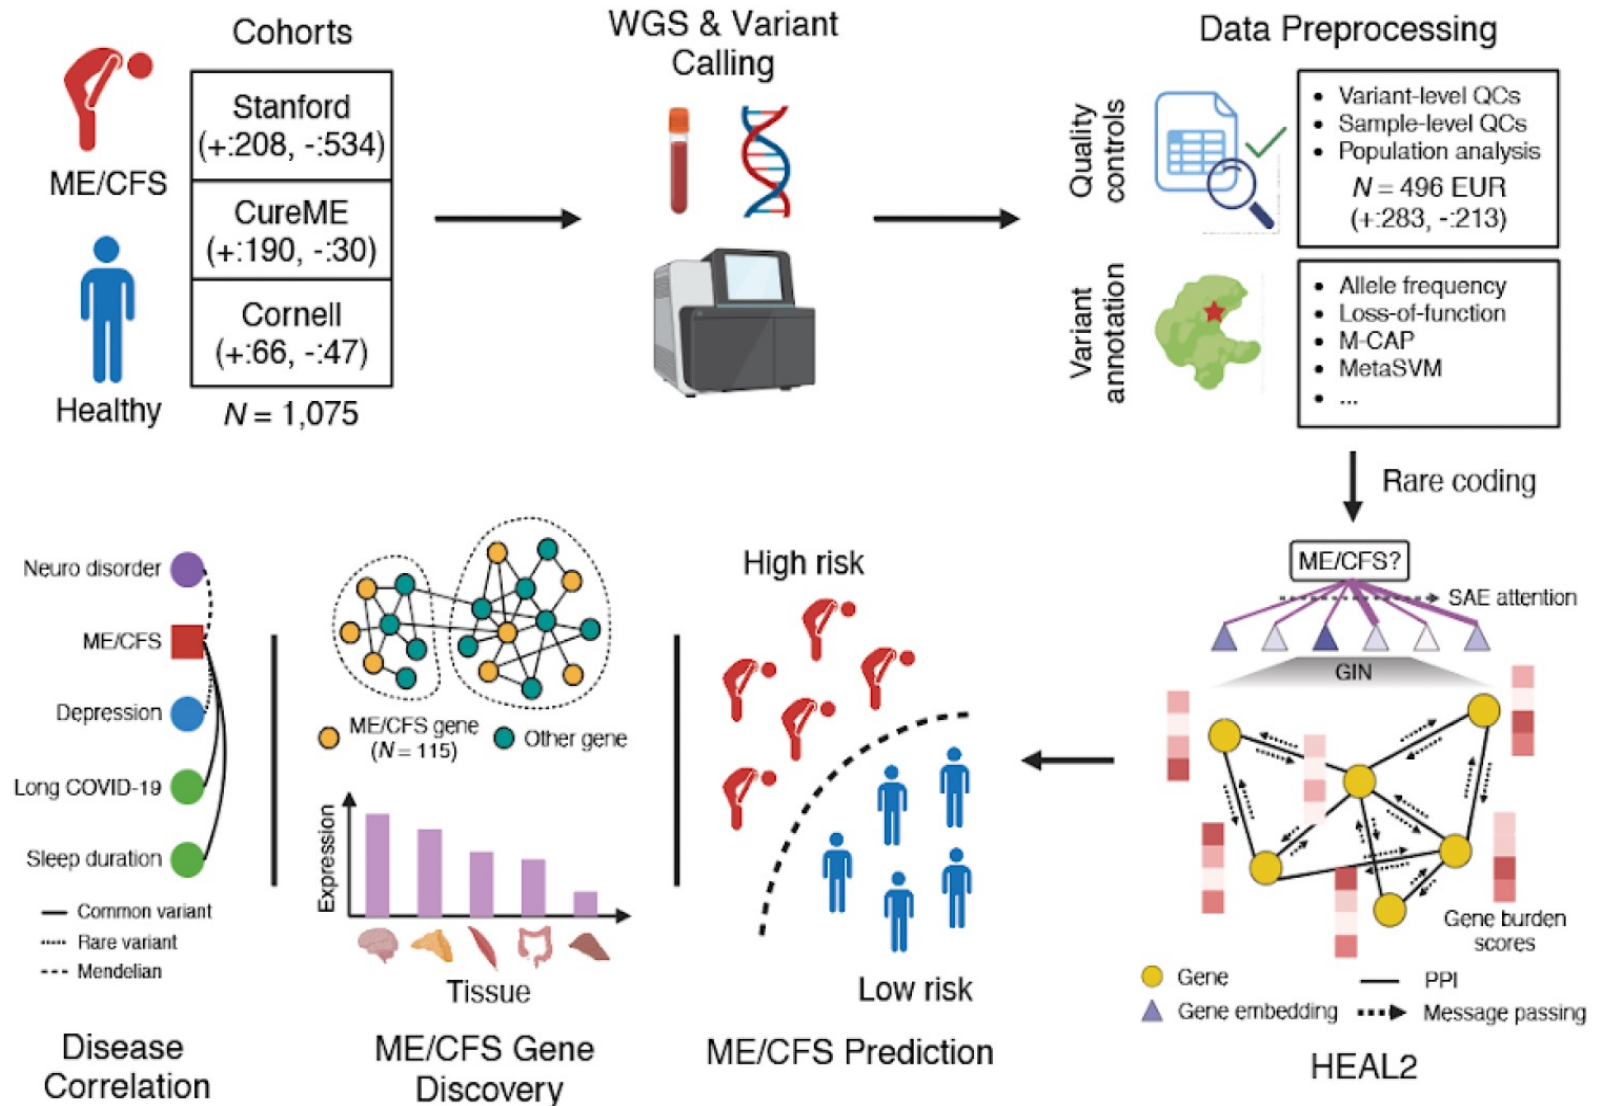 Cohorts
ME/CFS
Healthy
Stanford
(+:208, -:534)
CureME
(+:190, -:30)
Cornell
(+:66, -:47)
N = 1,075
WGS & Variant
Calling
Data Preprocessing
Quality
controls
• Variant-level QCs
• Sample-level QCs
• Population analysis
N = 496 EUR
(+:283, -:213)
Variant
annotation
• Allele frequency
• Loss-of-function
• M-CAP
• MetaSVM
• ...
Rare coding
ME/CFS?
SAE attention
GIN
Gene burden
scores
Gene
PPI
Gene embedding
Message passing
HEAL2
High risk
Low risk
ME/CFS Prediction
ME/CFS gene
(N = 115)
Other gene
Expression
Tissue
ME/CFS Gene
Discovery
Neuro disorder
ME/CFS
Depression
Long COVID-19
Sleep duration
Common variant
Rare variant
Mendelian
Disease
Correlation